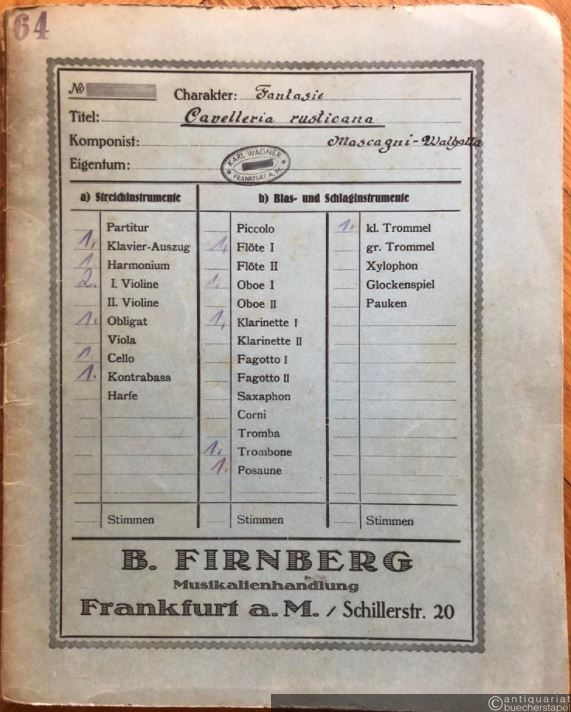 64
№
Charakter: Fantasie
Titel: Cavelleria rusticana
Komponist: Mascagni-Walhalla
Eigentum:
KARL WAGNER
FRANKFURT A. M.
a) Streichinstrumente
Partitur
1. Klavier-Auszug
1. Harmonium
2. I. Violine
II. Violine
1. Obligat
Viola
1. Cello
1. Kontrabass
Harfe
Stimmen
b) Blas- und Schlaginstrumente
Piccolo
1. Flöte I
Flöte II
1. Oboe I
Oboe II
1. Klarinette I
Klarinette II
Fagotto I
Fagotto II
Saxaphon
Corni
Tromba
1. Trombone
1. Posaune
Stimmen
1. kl. Trommel
gr. Trommel
Xylophon
Glockenspiel
Pauken
Stimmen
B. FIRNBERG
Musikalienhandlung
Frankfurt a. M. / Schillerstr. 20
©antiquariat
buecherstapel